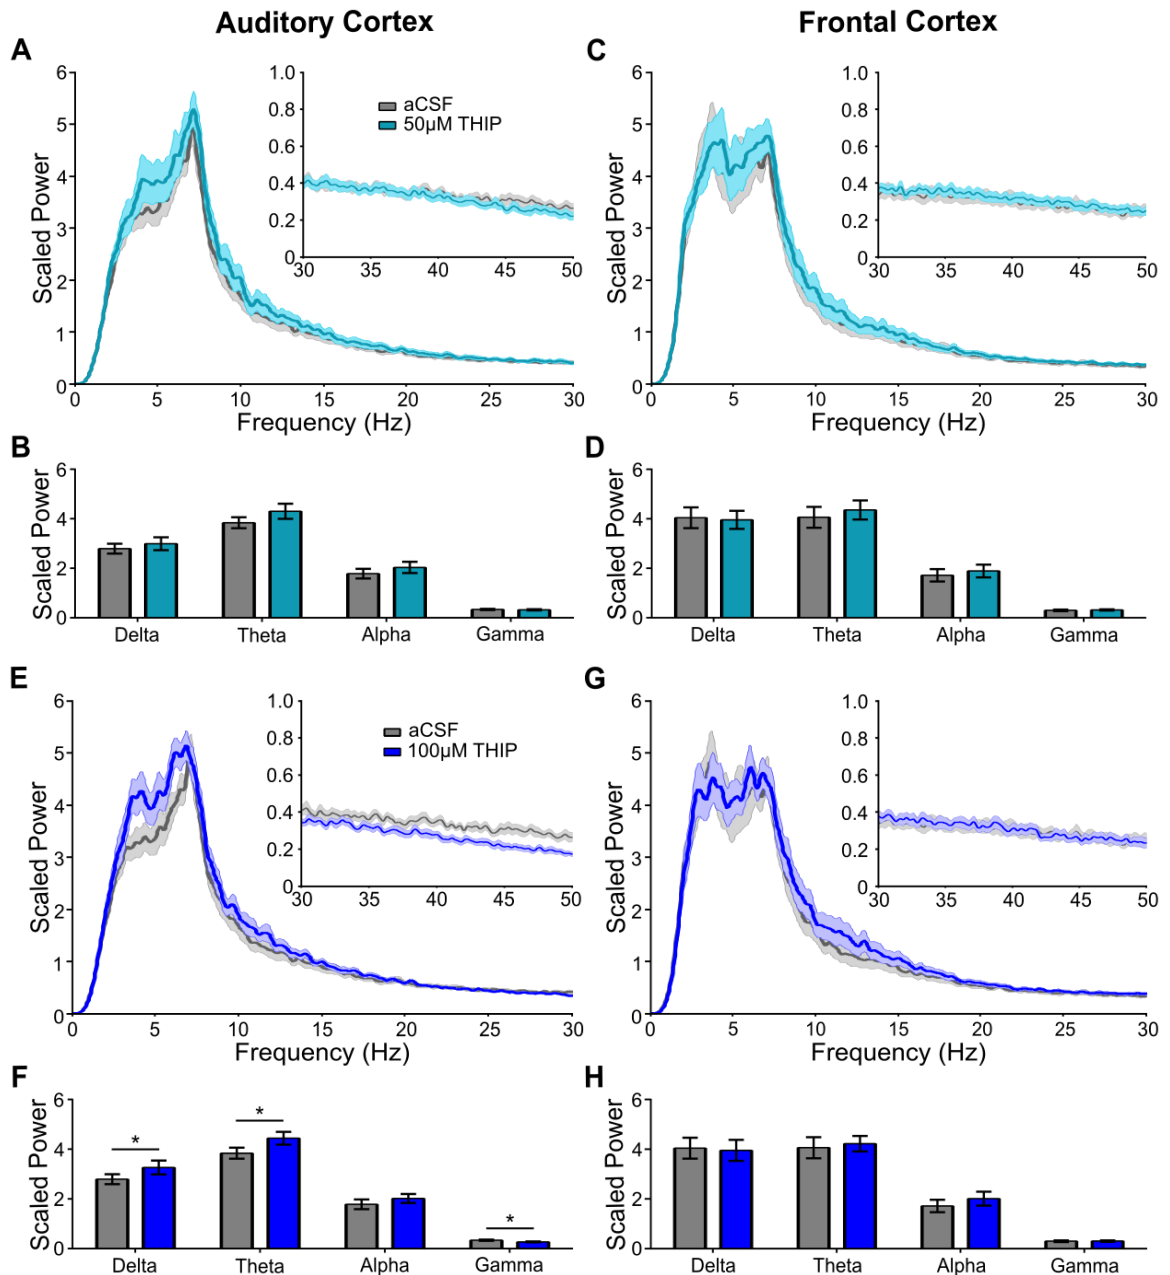 Auditory Cortex
Frontal Cortex
A
Scaled Power
6
5
4
3
2
1
0
0 5 10 15 20 25 30
Frequency (Hz)
1.0
0.8
0.6
0.4
0.2
0
30 35 40 45 50
aCSF
50μM THIP
C
Scaled Power
6
5
4
3
2
1
0
0 5 10 15 20 25 30
Frequency (Hz)
1.0
0.8
0.6
0.4
0.2
0
30 35 40 45 50
B
Scaled Power
6
4
2
0
Delta Theta Alpha Gamma
D
Scaled Power
6
4
2
0
Delta Theta Alpha Gamma
E
Scaled Power
6
5
4
3
2
1
0
0 5 10 15 20 25 30
Frequency (Hz)
1.0
0.8
0.6
0.4
0.2
0
30 35 40 45 50
aCSF
100μM THIP
G
Scaled Power
6
5
4
3
2
1
0
0 5 10 15 20 25 30
Frequency (Hz)
1.0
0.8
0.6
0.4
0.2
0
30 35 40 45 50
F
Scaled Power
6
4
2
0
* * *
Delta Theta Alpha Gamma
H
Scaled Power
6
4
2
0
Delta Theta Alpha Gamma